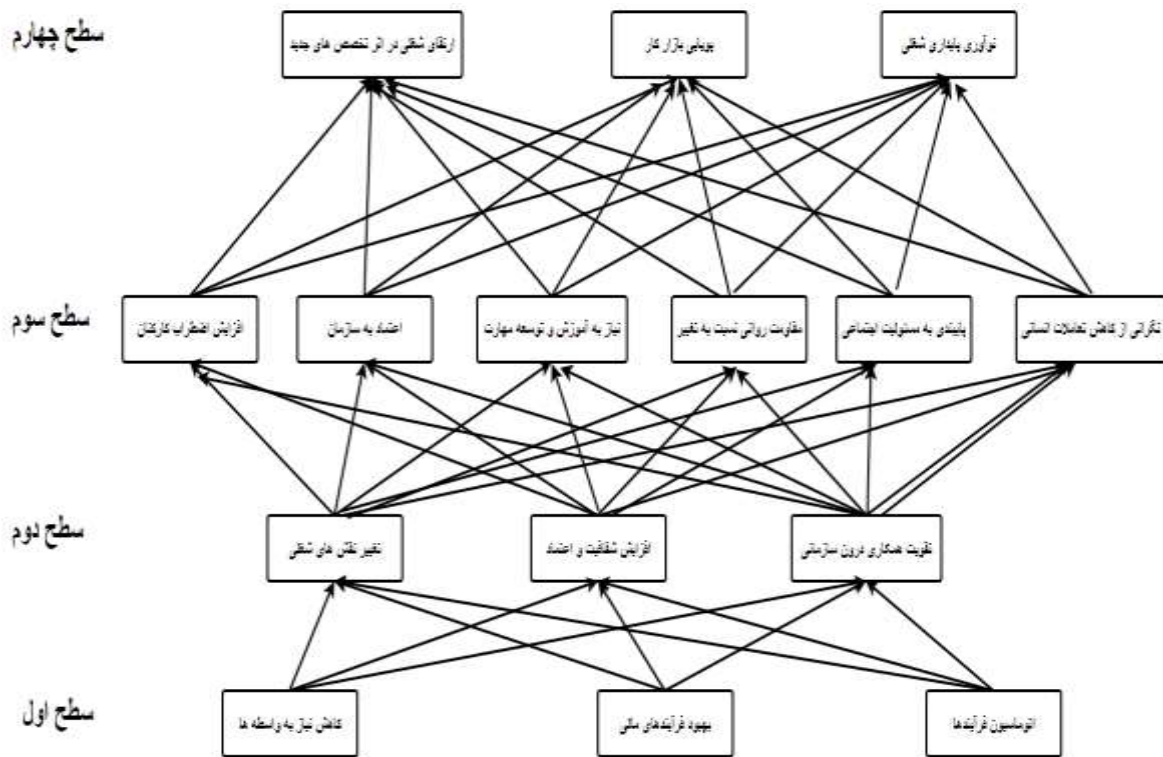 سطح چهارم
ارتقای شغلی در اثر تخصص های جدید
پویایی بازار کار
نوآوری پایداری شغلی
سطح سوم
افزایش اضطراب کارکنان
اعتماد به سازمان
نیاز به آموزش و توسعه مهارت
مقاومت روانی نسبت به تغییر
پایبندی به مسئولیت اجتماعی
نگرانی از کاهش تعاملات انسانی
سطح دوم
تغییر نقش های شغلی
افزایش شفافیت و اعتماد
تقویت همکاری درون سازمانی
سطح اول
کاهش نیاز به واسطه ها
بهبود فرآیندهای مالی
اتوماسیون فرآیندها